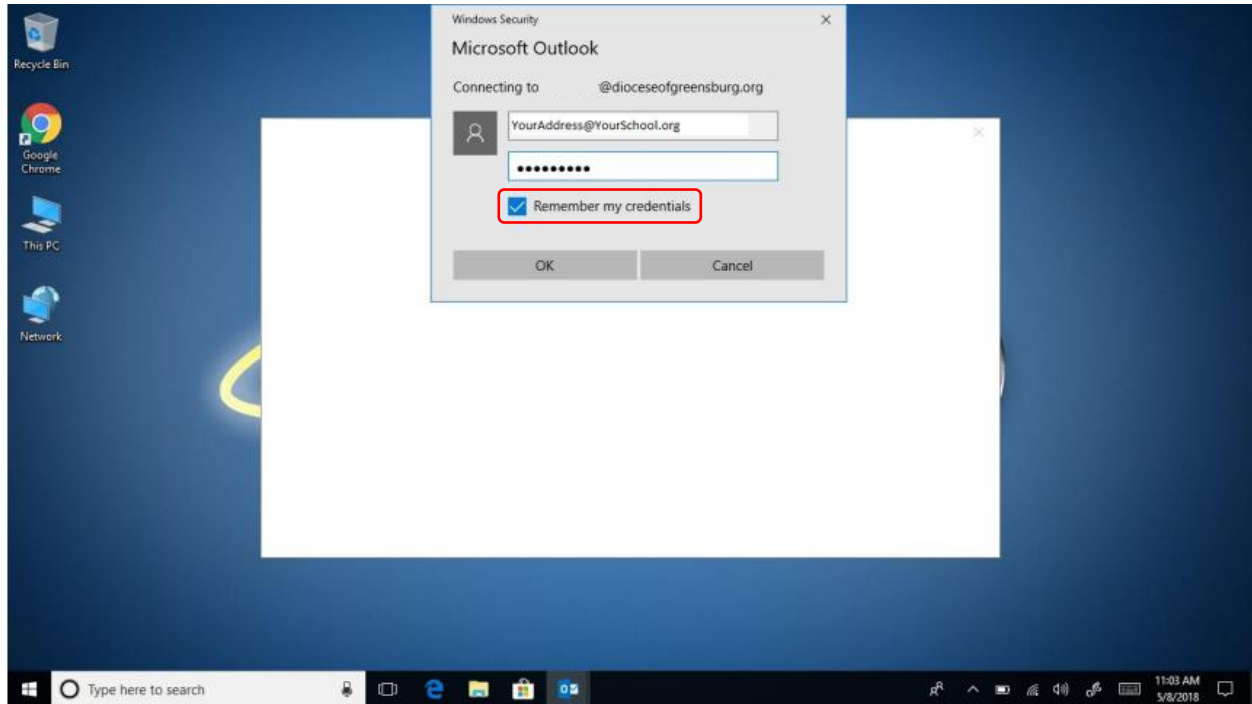 Recycle Bin
Google
Chrome
This PC
Network
Windows Security
Microsoft Outlook
Connecting to @dioceseofgreensburg.org
YourAddress@YourSchool.org
•••••••••
Remember my credentials
OK Cancel
Type here to search
11:03 AM
5/8/2018